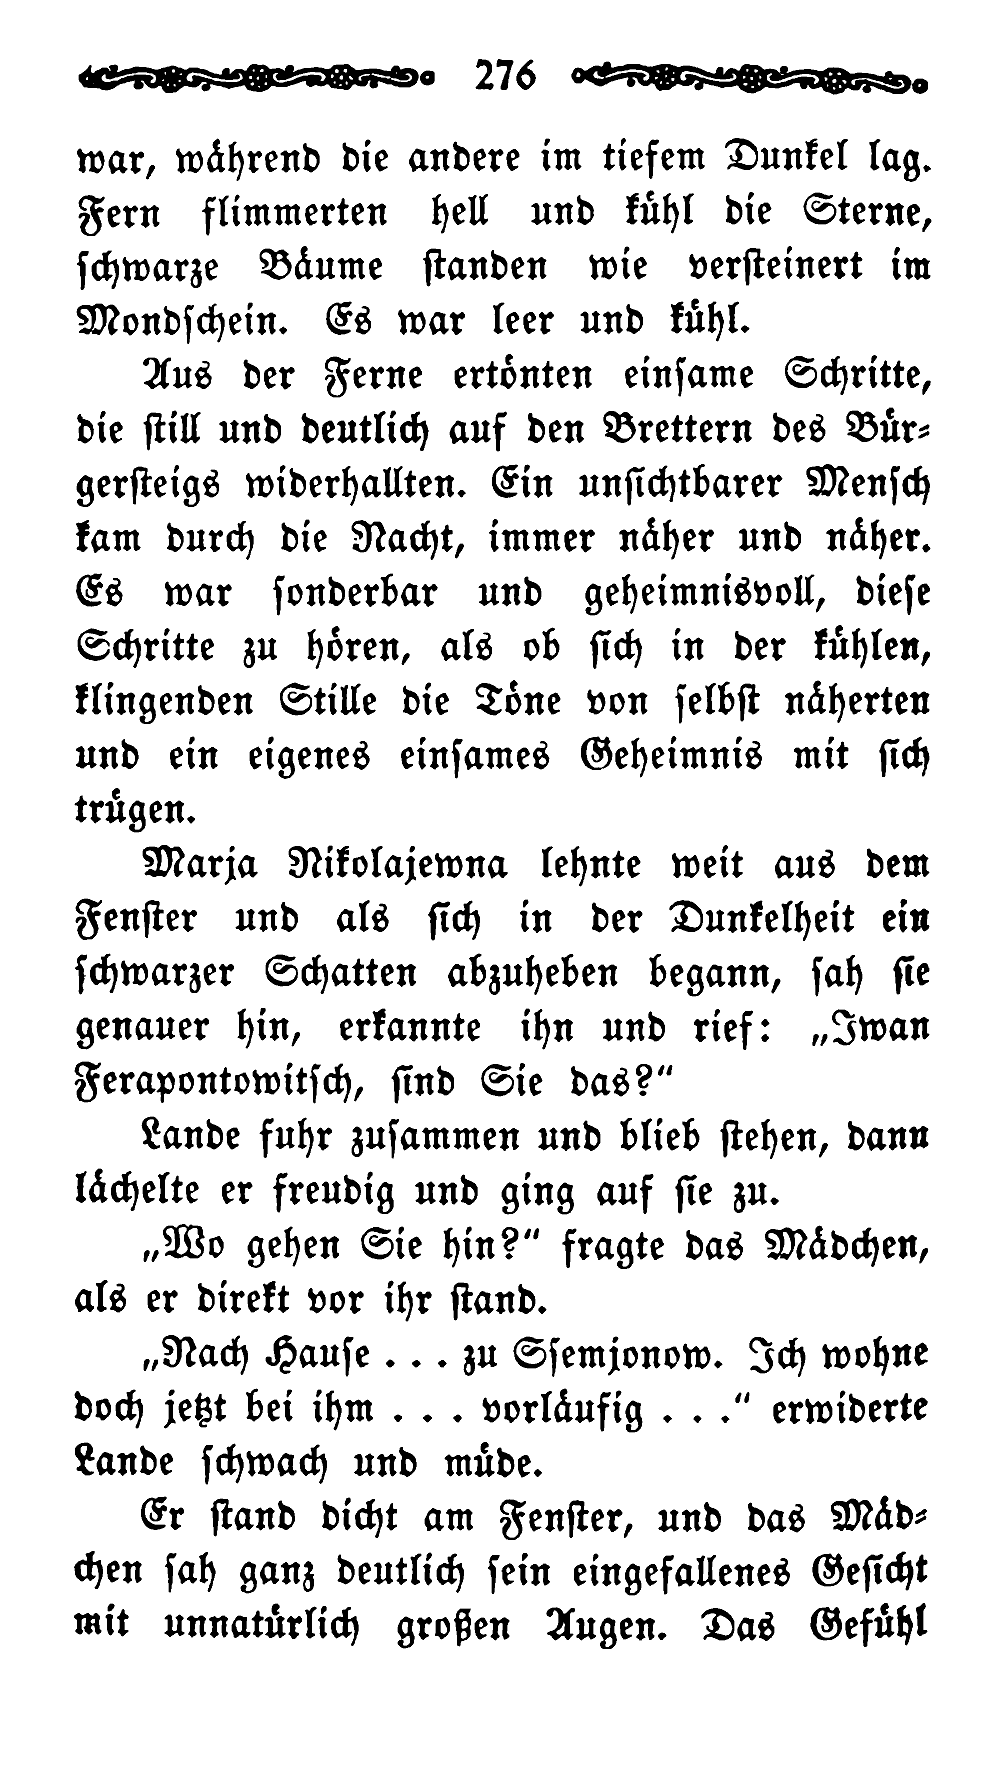 276
war, während die andere im tiefem Dunkel lag.
Fern flimmerten hell und kühl die Sterne,
schwarze Bäume standen wie versteinert im
Mondschein. Es war leer und kühl.
Aus der Ferne ertönten einsame Schritte,
die still und deutlich auf den Brettern des Bür-
gersteigs widerhallten. Ein unsichtbarer Mensch
kam durch die Nacht, immer näher und näher.
Es war sonderbar und geheimnisvoll, diese
Schritte zu hören, als ob sich in der kühlen,
klingenden Stille die Töne von selbst näherten
und ein eigenes einsames Geheimnis mit sich
trügen.
Marja Nikolajewna lehnte weit aus dem
Fenster und als sich in der Dunkelheit ein
schwarzer Schatten abzuheben begann, sah sie
genauer hin, erkannte ihn und rief: „Iwan
Ferapontowitsch, sind Sie das?“
Lande fuhr zusammen und blieb stehen, dann
lächelte er freudig und ging auf sie zu.
„Wo gehen Sie hin?“ fragte das Mädchen,
als er direkt vor ihr stand.
„Nach Hause . . . zu Ssemjonow. Ich wohne
doch jetzt bei ihm . . . vorläufig . . .“ erwiderte
Lande schwach und müde.
Er stand dicht am Fenster, und das Mäd-
chen sah ganz deutlich sein eingefallenes Gesicht
mit unnatürlich großen Augen. Das Gefühl